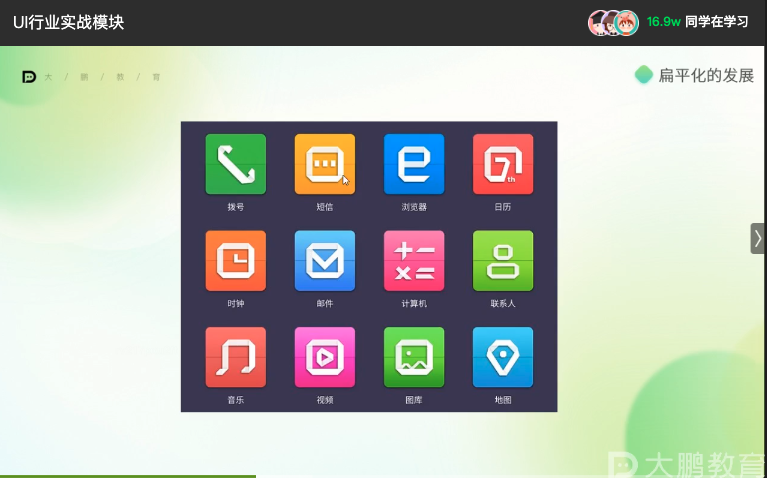 UI行业实战模块
16.9w 同学在学习
大 / 鹏 / 教 / 育
扁平化的发展
拨号 短信 浏览器 日历
7th
时钟 邮件 计算机 联系人
音乐 视频 图库 地图
大鹏教育